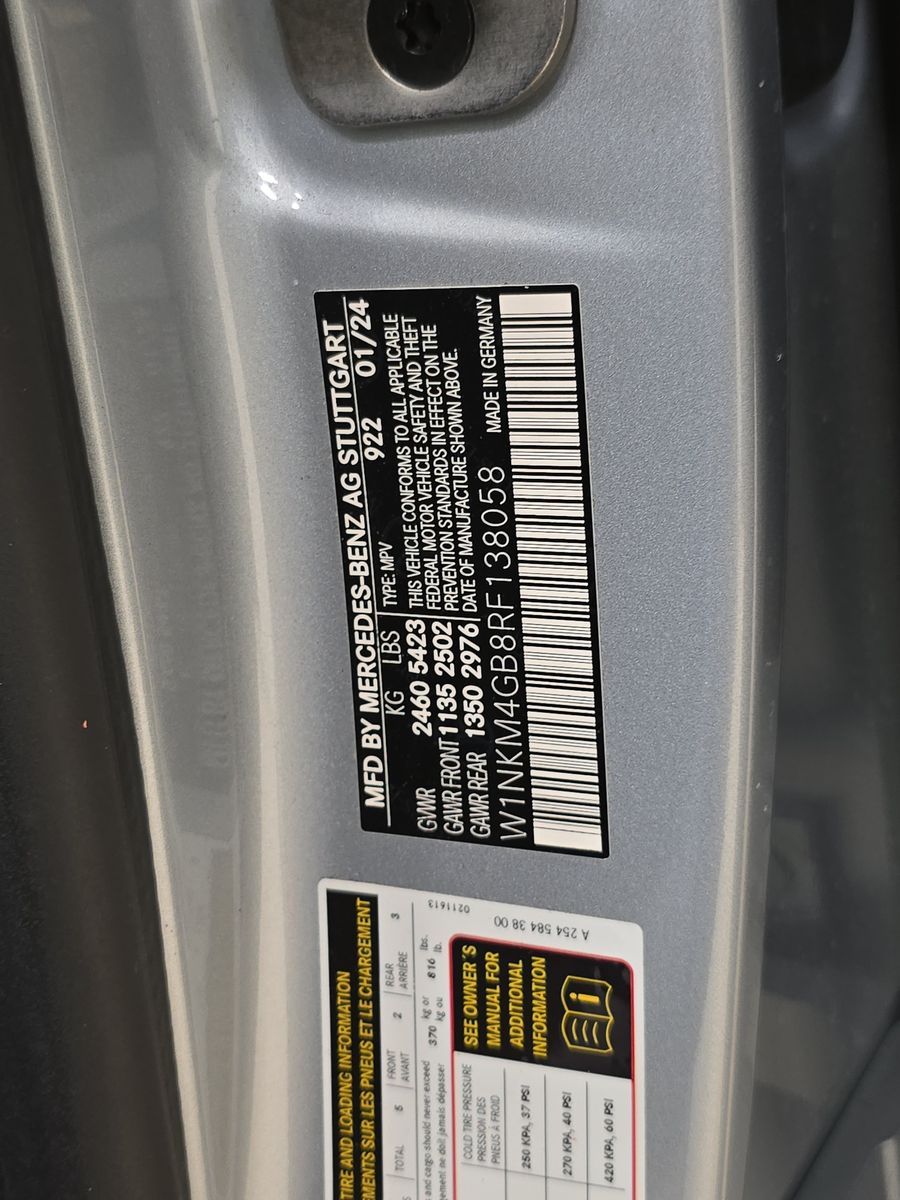 MFD BY MERCEDES-BENZ AG STUTTGART
KG LBS TYPE: MPV 922 01/24
GWR 2460 5423 THIS VEHICLE CONFORMS TO ALL APPLICABLE
GAWR FRONT 1135 2502 FEDERAL MOTOR VEHICLE SAFETY AND THEFT
GAWR REAR 1350 2976 PREVENTION STANDARDS IN EFFECT ON THE
DATE OF MANUFACTURE SHOWN ABOVE.
W1NKM4GB8RF138058 MADE IN GERMANY
TIRE AND LOADING INFORMATION
MENTS SUR LES PNEUS ET LE CHARGEMENT
TOTAL 5 FRONT AVANT 2 REAR ARRIÈRE 3
and cargo should never exceed 370 kg or 816 lbs.
gement ne doit jamais dépasser kg ou lb.
COLD TIRE PRESSURE
PRESSION DES
PNEUS À FROID
250 KPA, 37 PSI
270 KPA, 40 PSI
420 KPA, 60 PSI
SEE OWNER'S
MANUAL FOR
ADDITIONAL
INFORMATION
0211613
A 254 584 38 00